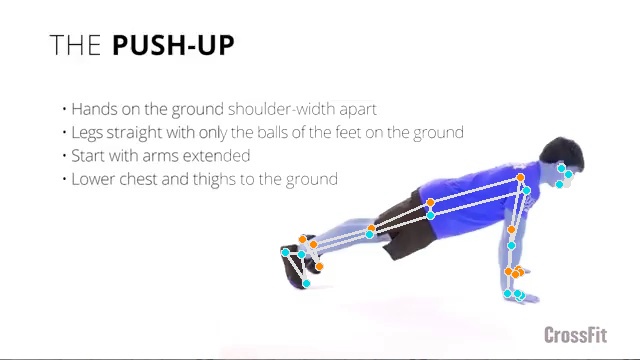 THE PUSH-UP
• Hands on the ground shoulder-width apart
• Legs straight with only the balls of the feet on the ground
• Start with arms extended
• Lower chest and thighs to the ground
CrossFit